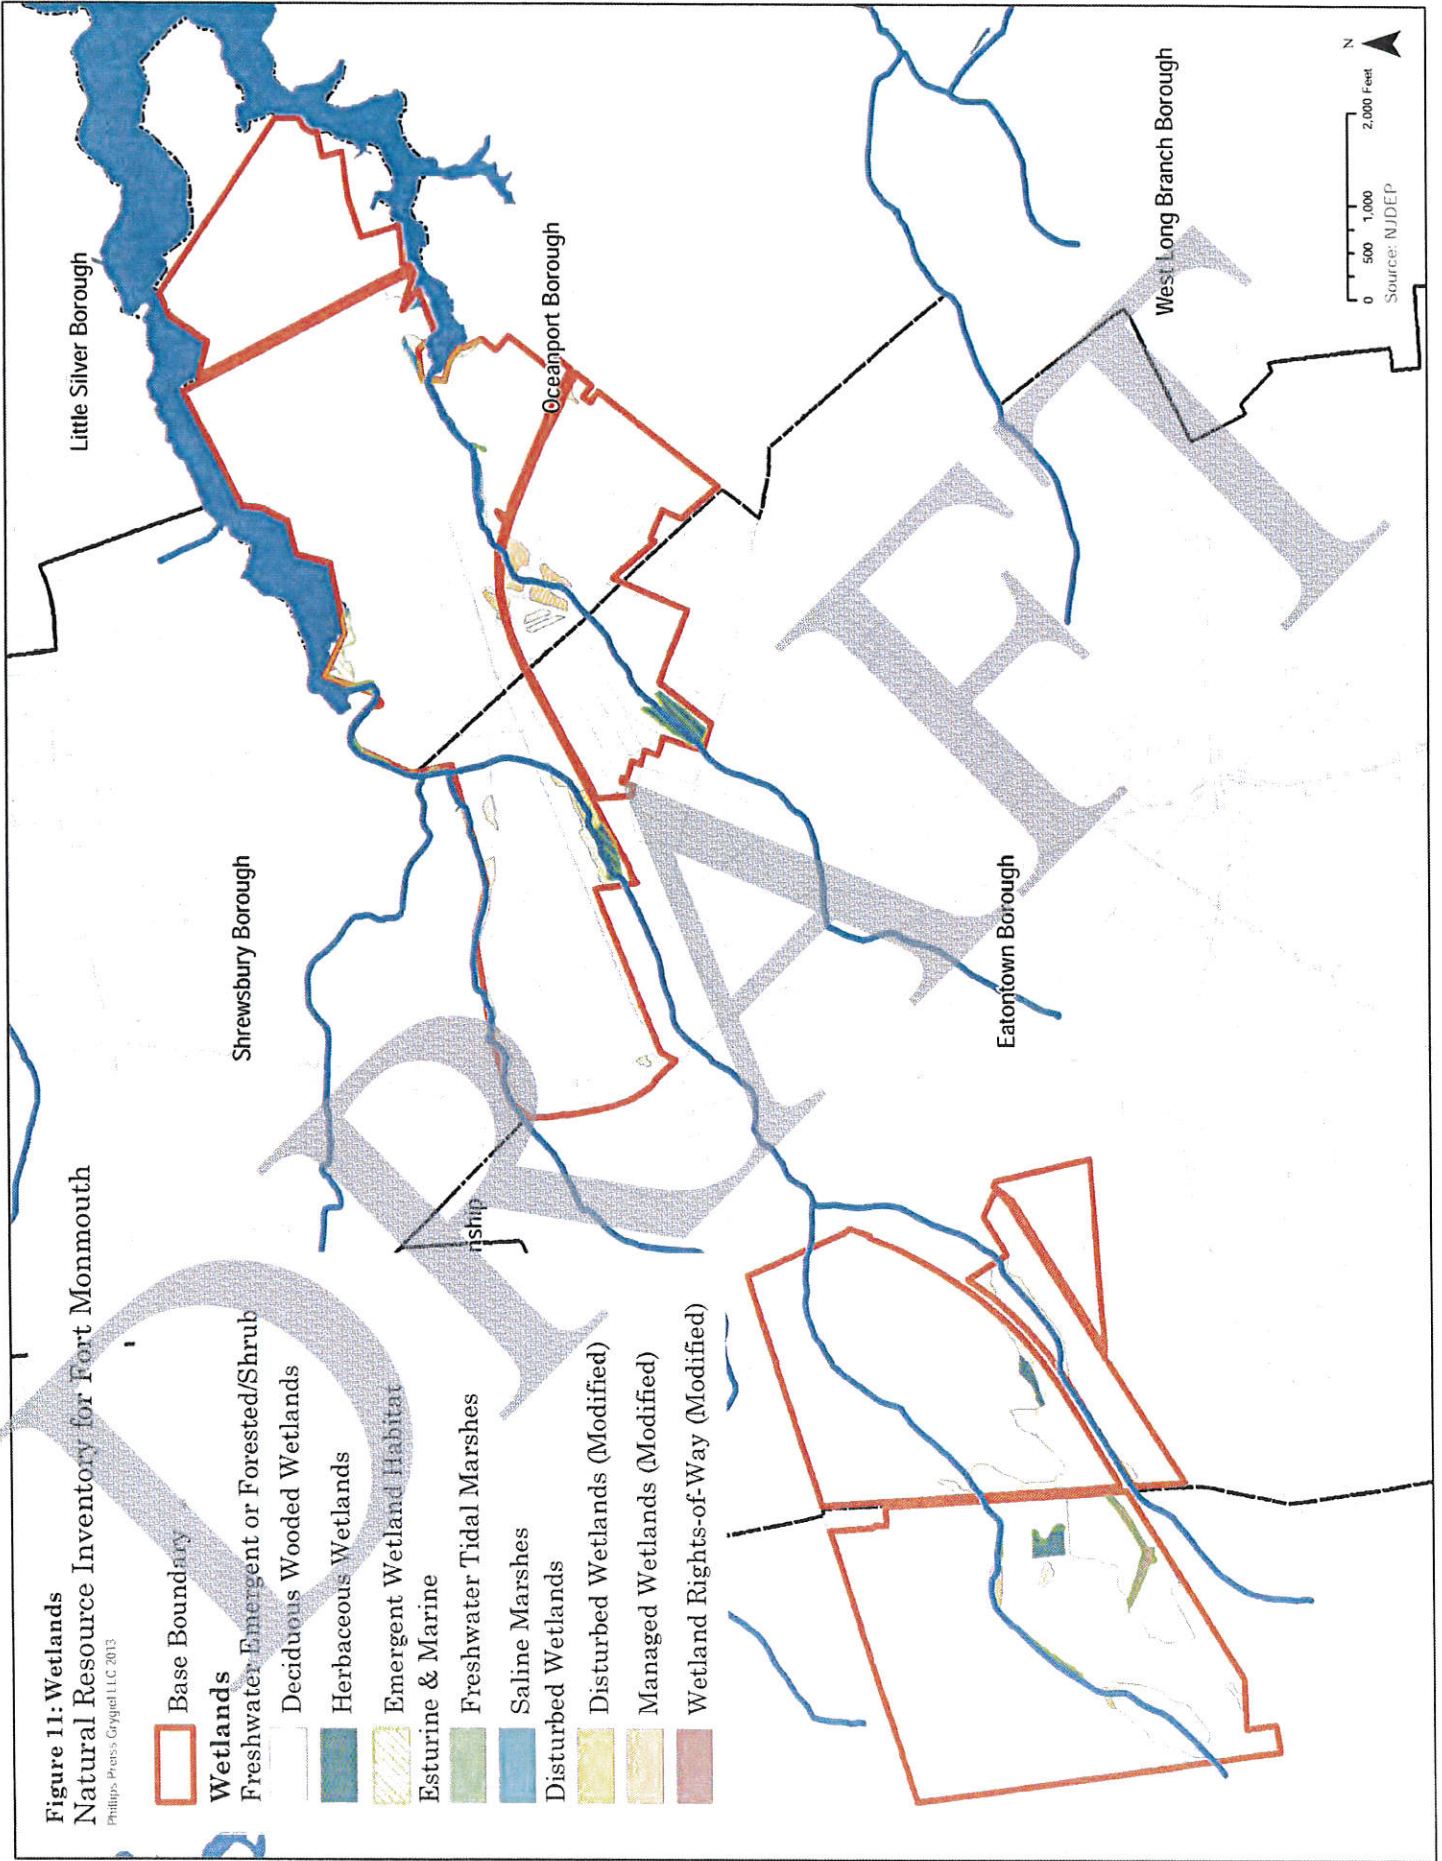 Figure 11: Wetlands
Natural Resource Inventory for Fort Monmouth
Phillips Preiss Grygiel LLC 2013
Base Boundary
Wetlands
Freshwater Emergent or Forested/Shrub
Deciduous Wooded Wetlands
Herbaceous Wetlands
Emergent Wetland Habitat
Esturine & Marine
Freshwater Tidal Marshes
Saline Marshes
Disturbed Wetlands
Disturbed Wetlands (Modified)
Managed Wetlands (Modified)
Wetland Rights-of-Way (Modified)
Little Silver Borough
Shrewsbury Borough
Oceanport Borough
nship
Eatontown Borough
West Long Branch Borough
DRAFT
N
0 500 1,000 2,000 Feet
Source: NJDEP